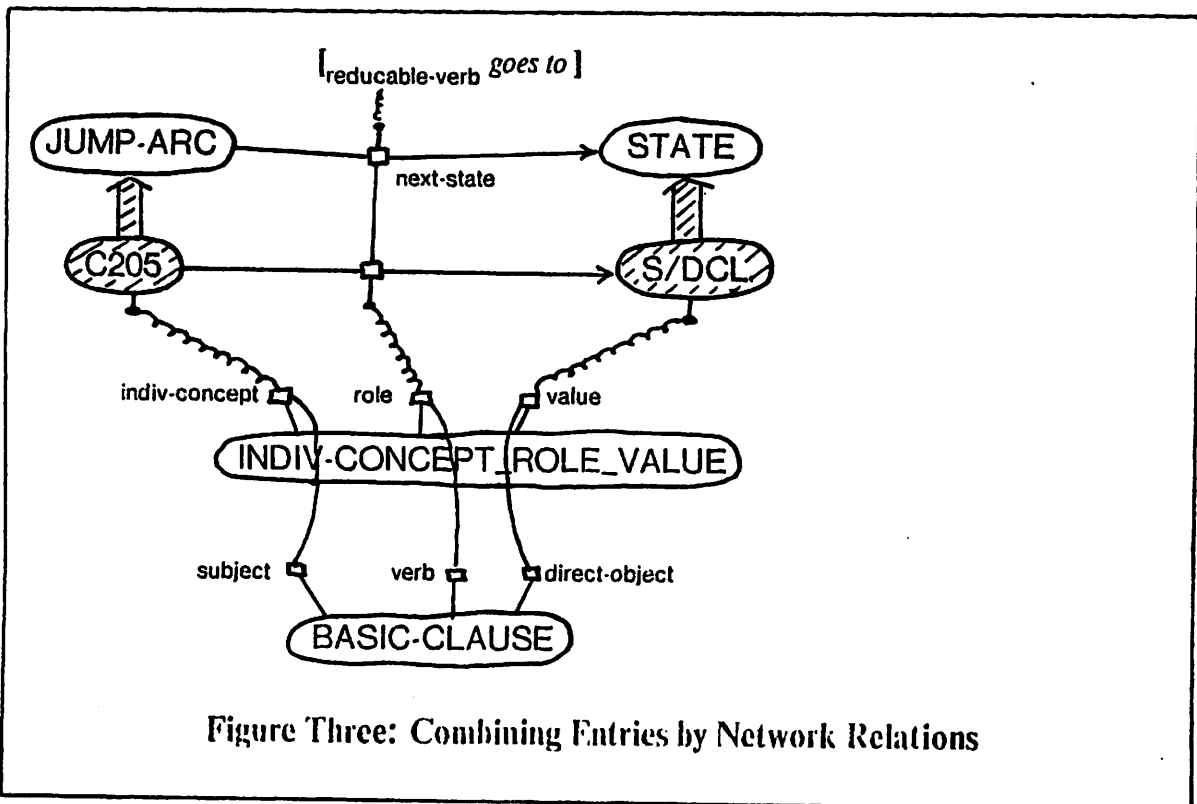 [reducable-verb goes to ]
JUMP-ARC
STATE
next-state
C205
S/DCL
indiv-concept
role
value
INDIV-CONCEPT_ROLE_VALUE
subject
verb
direct-object
BASIC-CLAUSE
Figure Three: Combining Entries by Network Relations